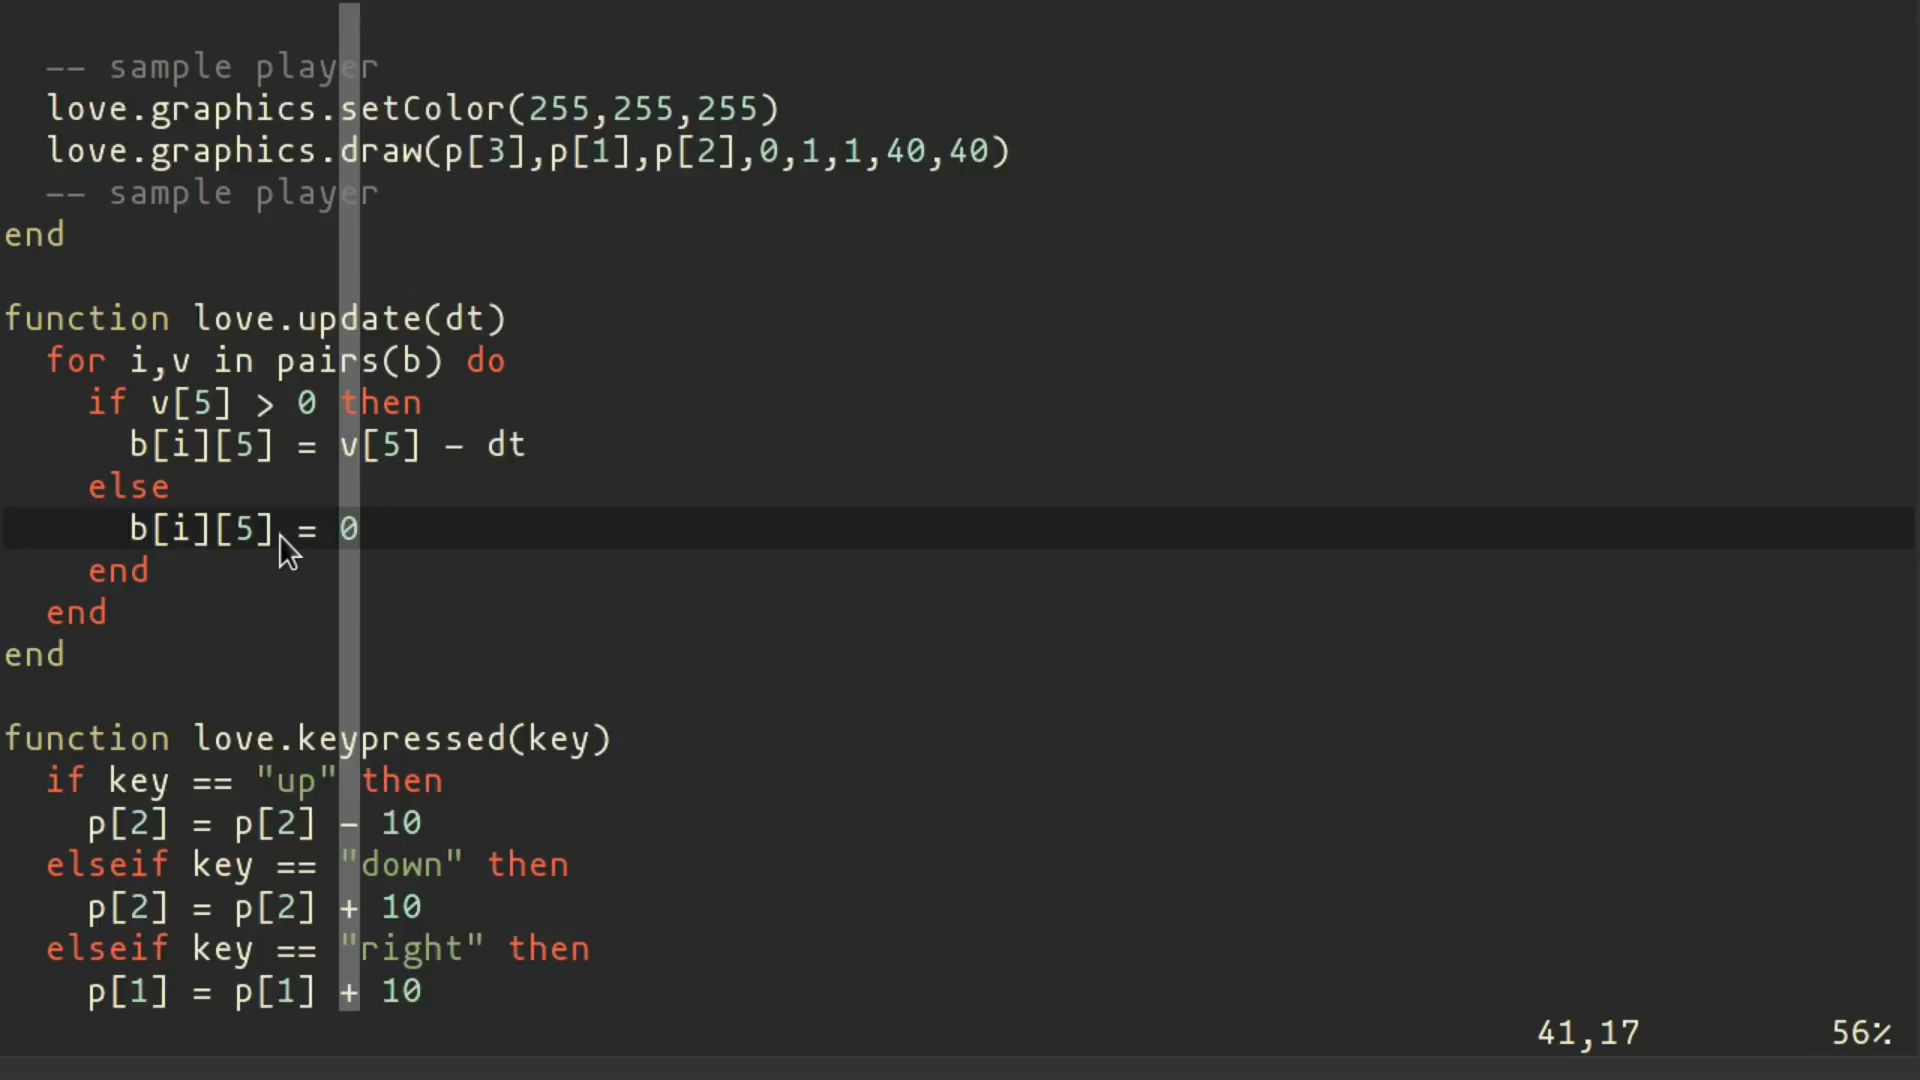 -- sample player
love.graphics.setColor(255,255,255)
love.graphics.draw(p[3],p[1],p[2],0,1,1,40,40)
-- sample player
end
function love.update(dt)
for i,v in pairs(b) do
if v[5] > 0 then
b[i][5] = v[5] - dt
else
b[i][5] = 0
end
end
end
function love.keypressed(key)
if key == "up" then
p[2] = p[2] - 10
elseif key == "down" then
p[2] = p[2] + 10
elseif key == "right" then
p[1] = p[1] + 10
41,17 56%